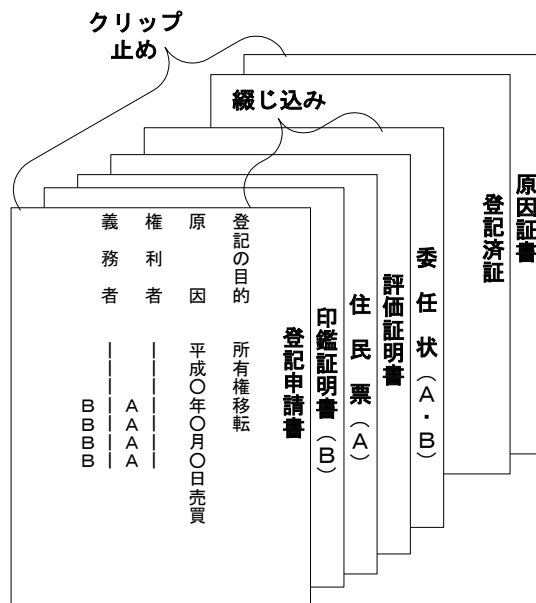 クリップ
止め
綴じ込み
原因証書
登記済証
委任状（A・B）
評価証明書
住民票（A）
印鑑証明書（B）
登記申請書
登記の目的　所有権移転
原因　平成〇年〇月〇日売買
権利者　｜｜｜｜
AAAA
義務者　｜｜｜｜
BBBB